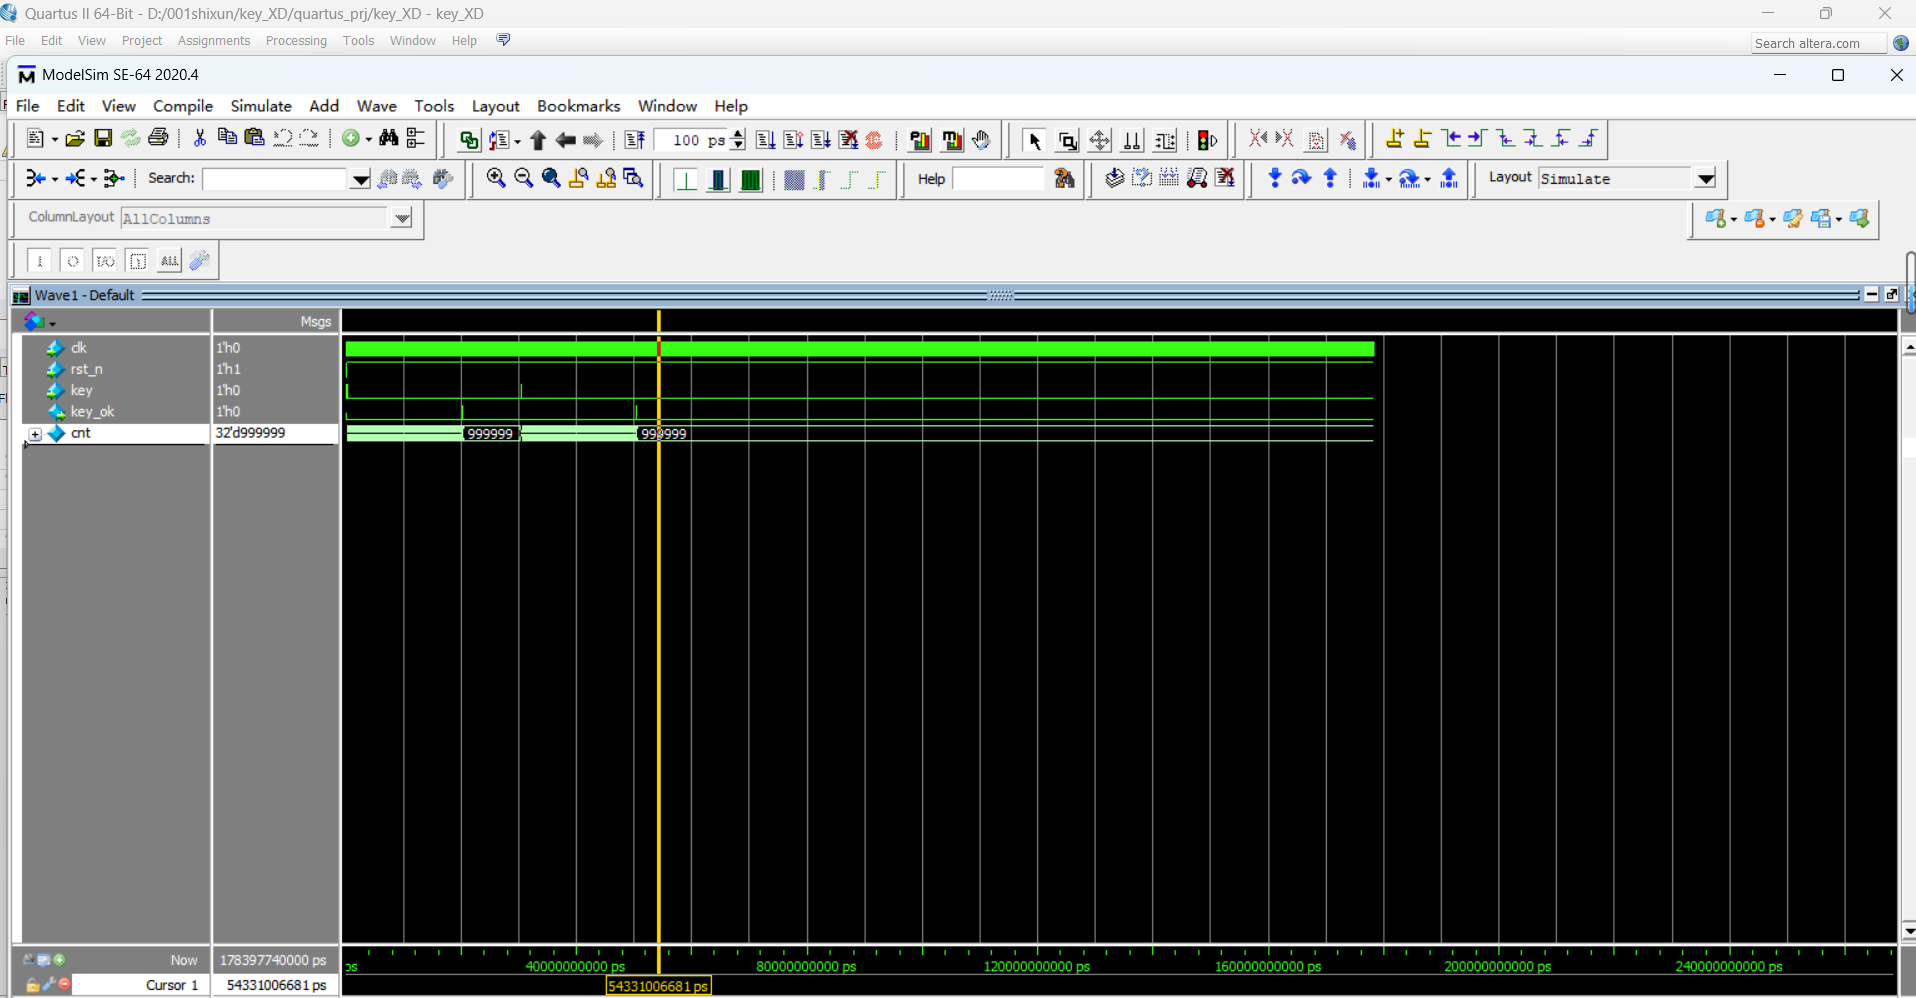 Quartus II 64-Bit - D:/001shixun/key_XD/quartus_prj/key_XD - key_XD
File Edit View Project Assignments Processing Tools Window Help
Search altera.com
ModelSim SE-64 2020.4
File Edit View Compile Simulate Add Wave Tools Layout Bookmarks Window Help
100 ps
Search:
Help
Layout Simulate
ColumnLayout AllColumns
I O I/O ALL
Wave1 - Default
Msgs
clk 1'h0
rst_n 1'h1
key 1'h0
key_ok 1'h0
cnt 32'd999999 999999 999999
Now 178397740000 ps
ps 40000000000 ps 80000000000 ps 120000000000 ps 160000000000 ps 200000000000 ps 240000000000 ps
Cursor 1 54331006681 ps 54331006681 ps